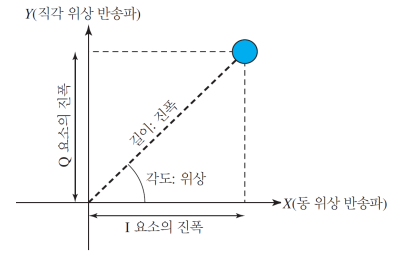 Y(직각 위상 반송파)
Q 요소의 진폭
길이: 진폭
각도: 위상
X(동 위상 반송파)
I 요소의 진폭